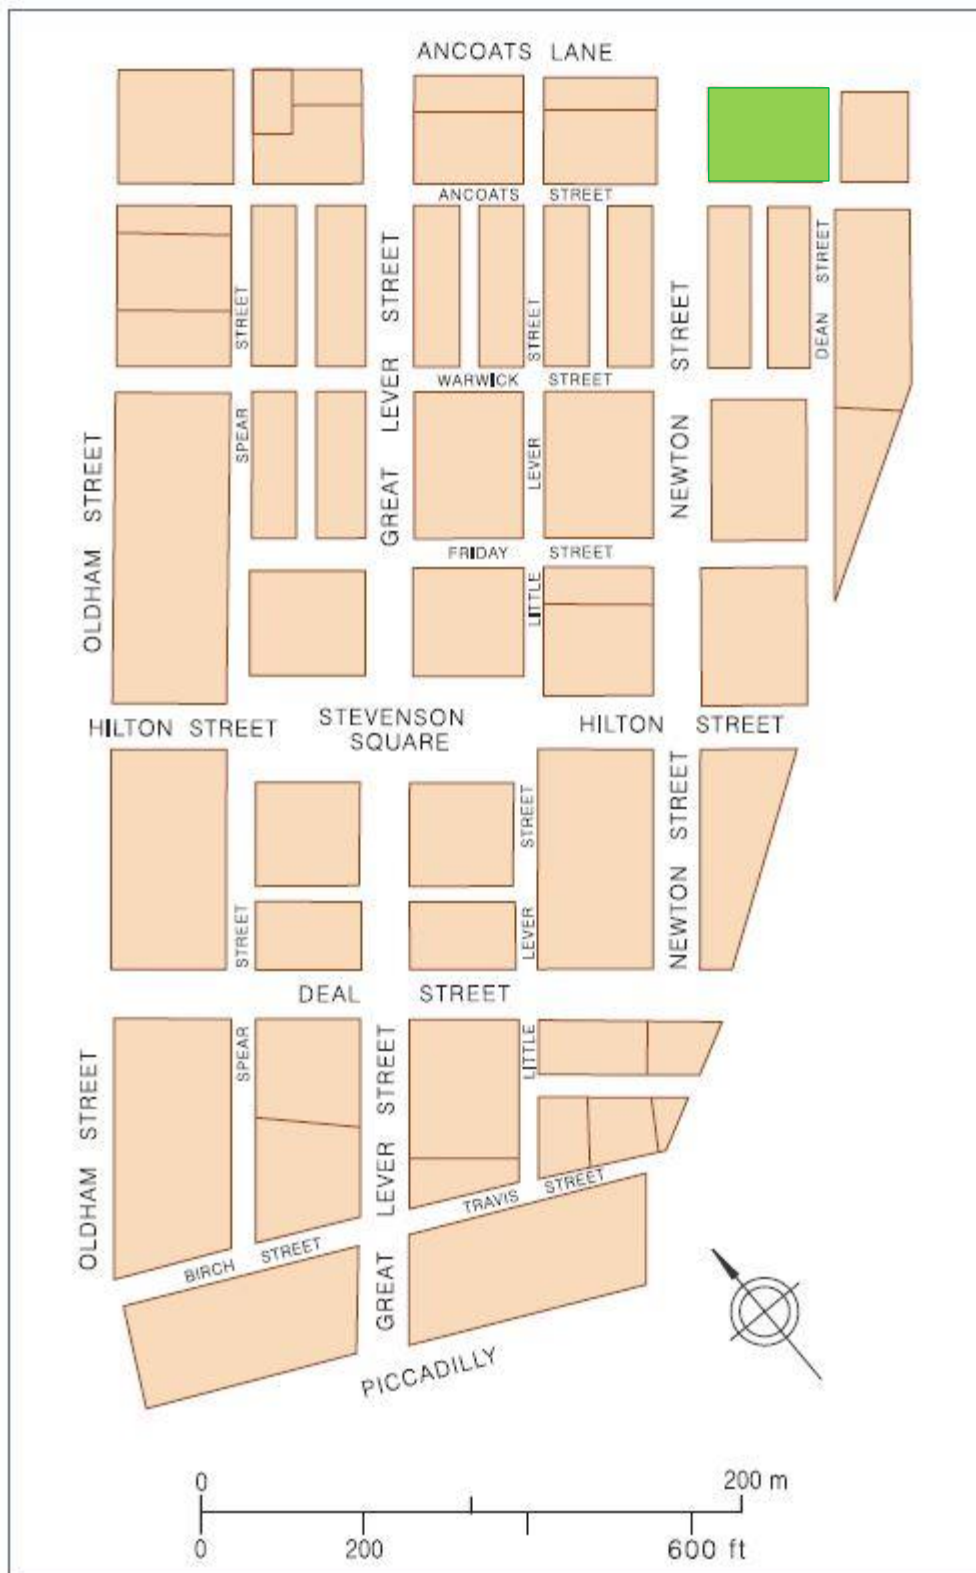 ANCOATS LANE
ANCOATS STREET
OLDHAM STREET
SPEAR STREET
GREAT LEVER STREET
LITTLE LEVER STREET
NEWTON STREET
DEAN STREET
WARWICK STREET
FRIDAY STREET
HILTON STREET
STEVENSON
SQUARE
HILTON STREET
NEWTON STREET
DEAL STREET
OLDHAM STREET
SPEAR STREET
GREAT LEVER STREET
LITTLE LEVER STREET
BIRCH STREET
TRAVIS STREET
PICCADILLY
0 200 m
0 200 600 ft